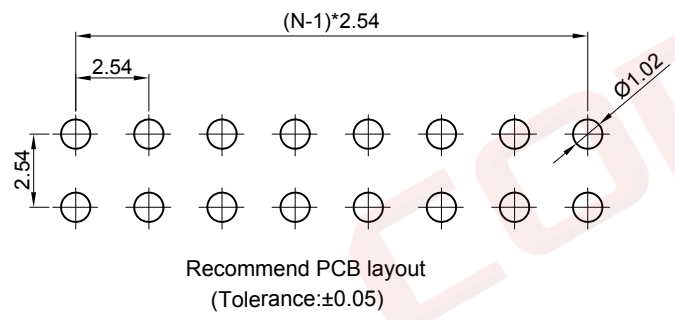 (N-1)*2.54
2.54
Ø1.02
2.54
Recommend PCB layout
(Tolerance:±0.05)